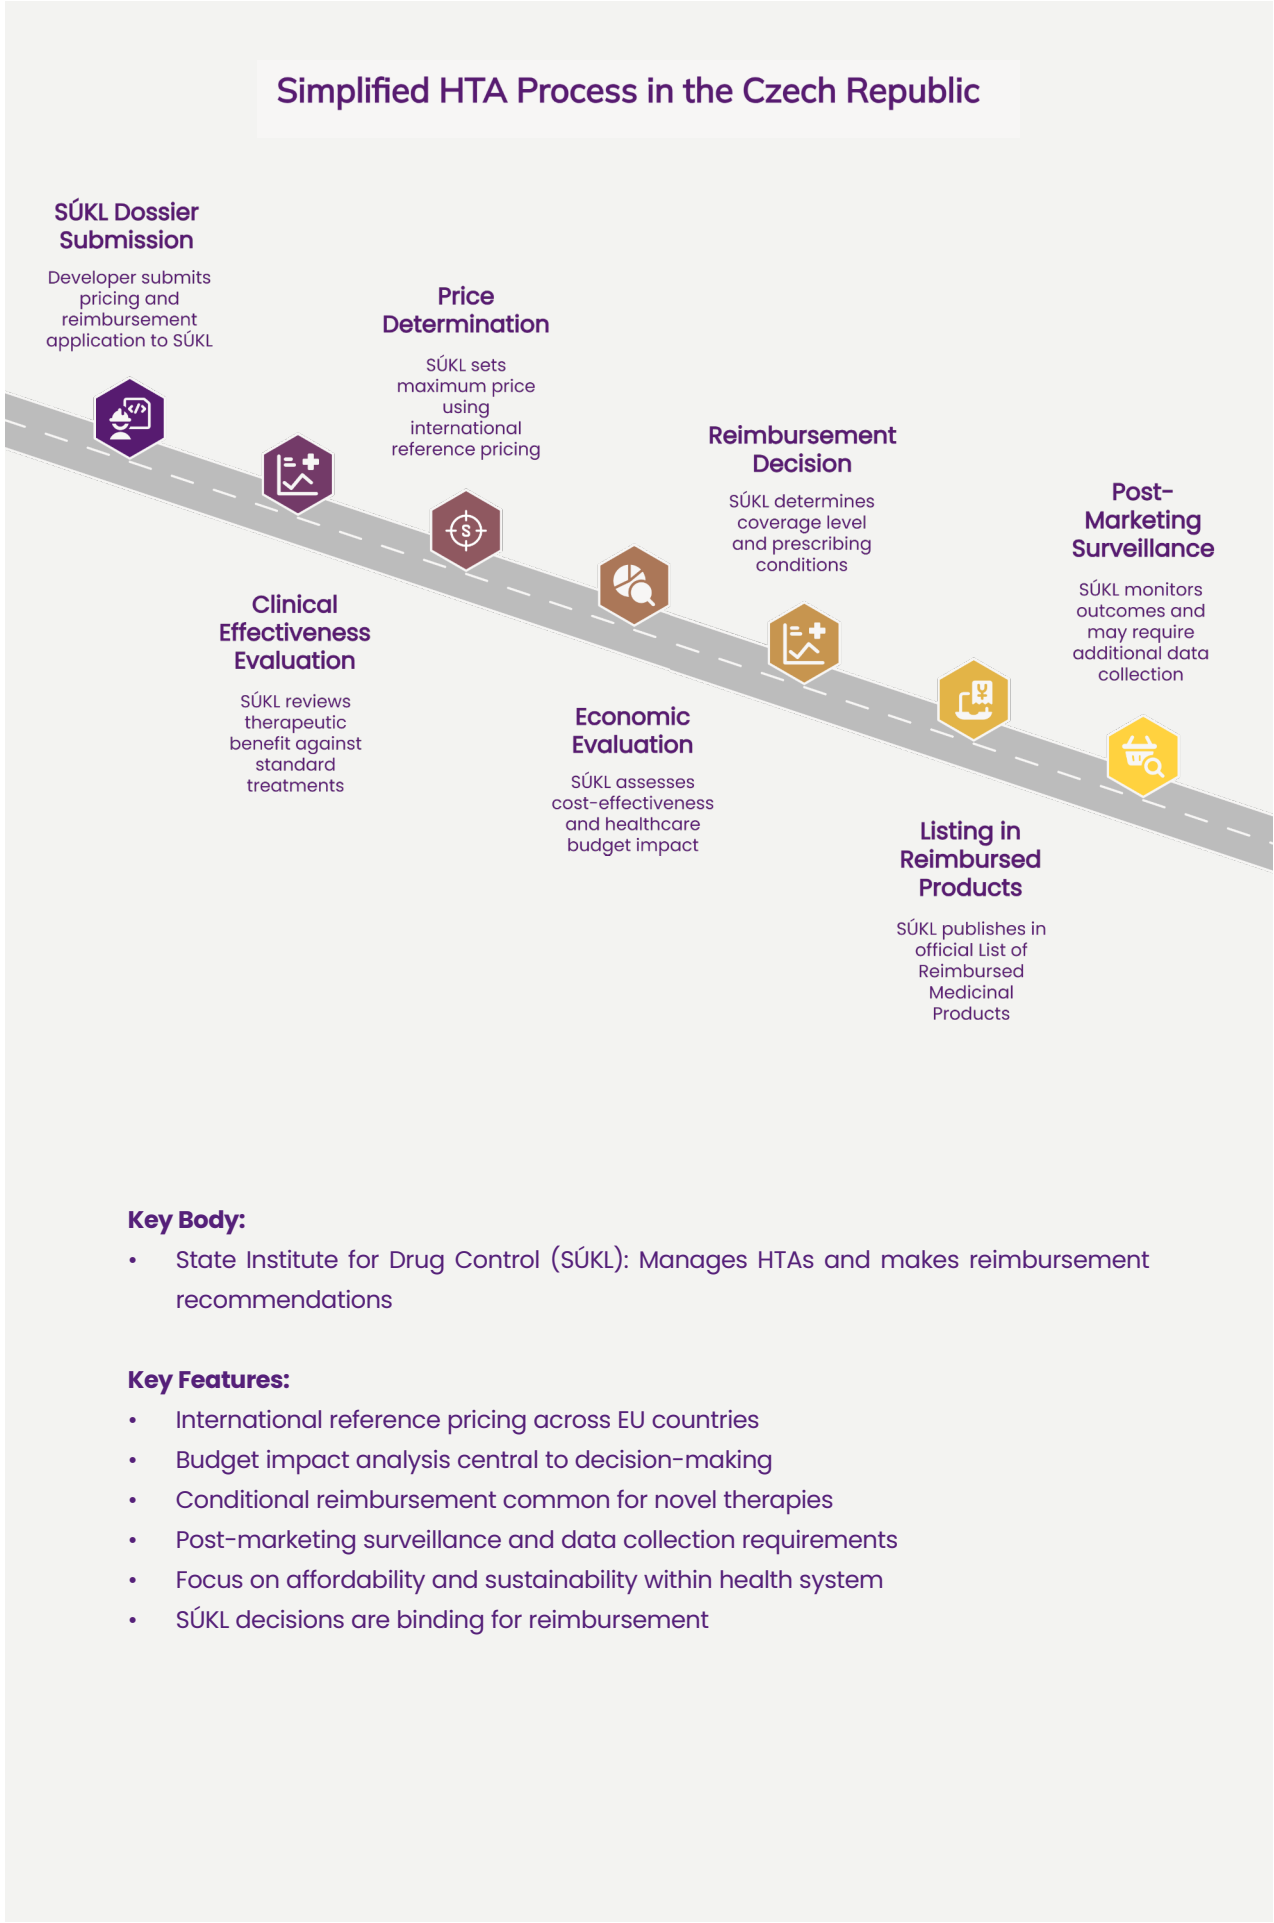 Simplified HTA Process in the Czech Republic
SÚKL Dossier
Submission
Developer submits
pricing and
reimbursement
application to SÚKL
Clinical
Effectiveness
Evaluation
SÚKL reviews
therapeutic
benefit against
standard
treatments
Price
Determination
SÚKL sets
maximum price
using
international
reference pricing
Economic
Evaluation
SÚKL assesses
cost-effectiveness
and healthcare
budget impact
Reimbursement
Decision
SÚKL determines
coverage level
and prescribing
conditions
Listing in
Reimbursed
Products
SÚKL publishes in
official List of
Reimbursed
Medicinal
Products
Post-
Marketing
Surveillance
SÚKL monitors
outcomes and
may require
additional data
collection
Key Body:
• State Institute for Drug Control (SÚKL): Manages HTAs and makes reimbursement
recommendations
Key Features:
• International reference pricing across EU countries
• Budget impact analysis central to decision-making
• Conditional reimbursement common for novel therapies
• Post-marketing surveillance and data collection requirements
• Focus on affordability and sustainability within health system
• SÚKL decisions are binding for reimbursement